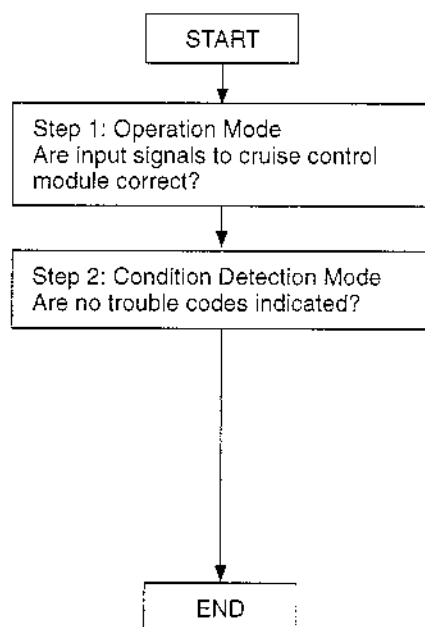 START
Step 1: Operation Mode
Are input signals to cruise control
module correct?
Step 2: Condition Detection Mode
Are no trouble codes indicated?
END